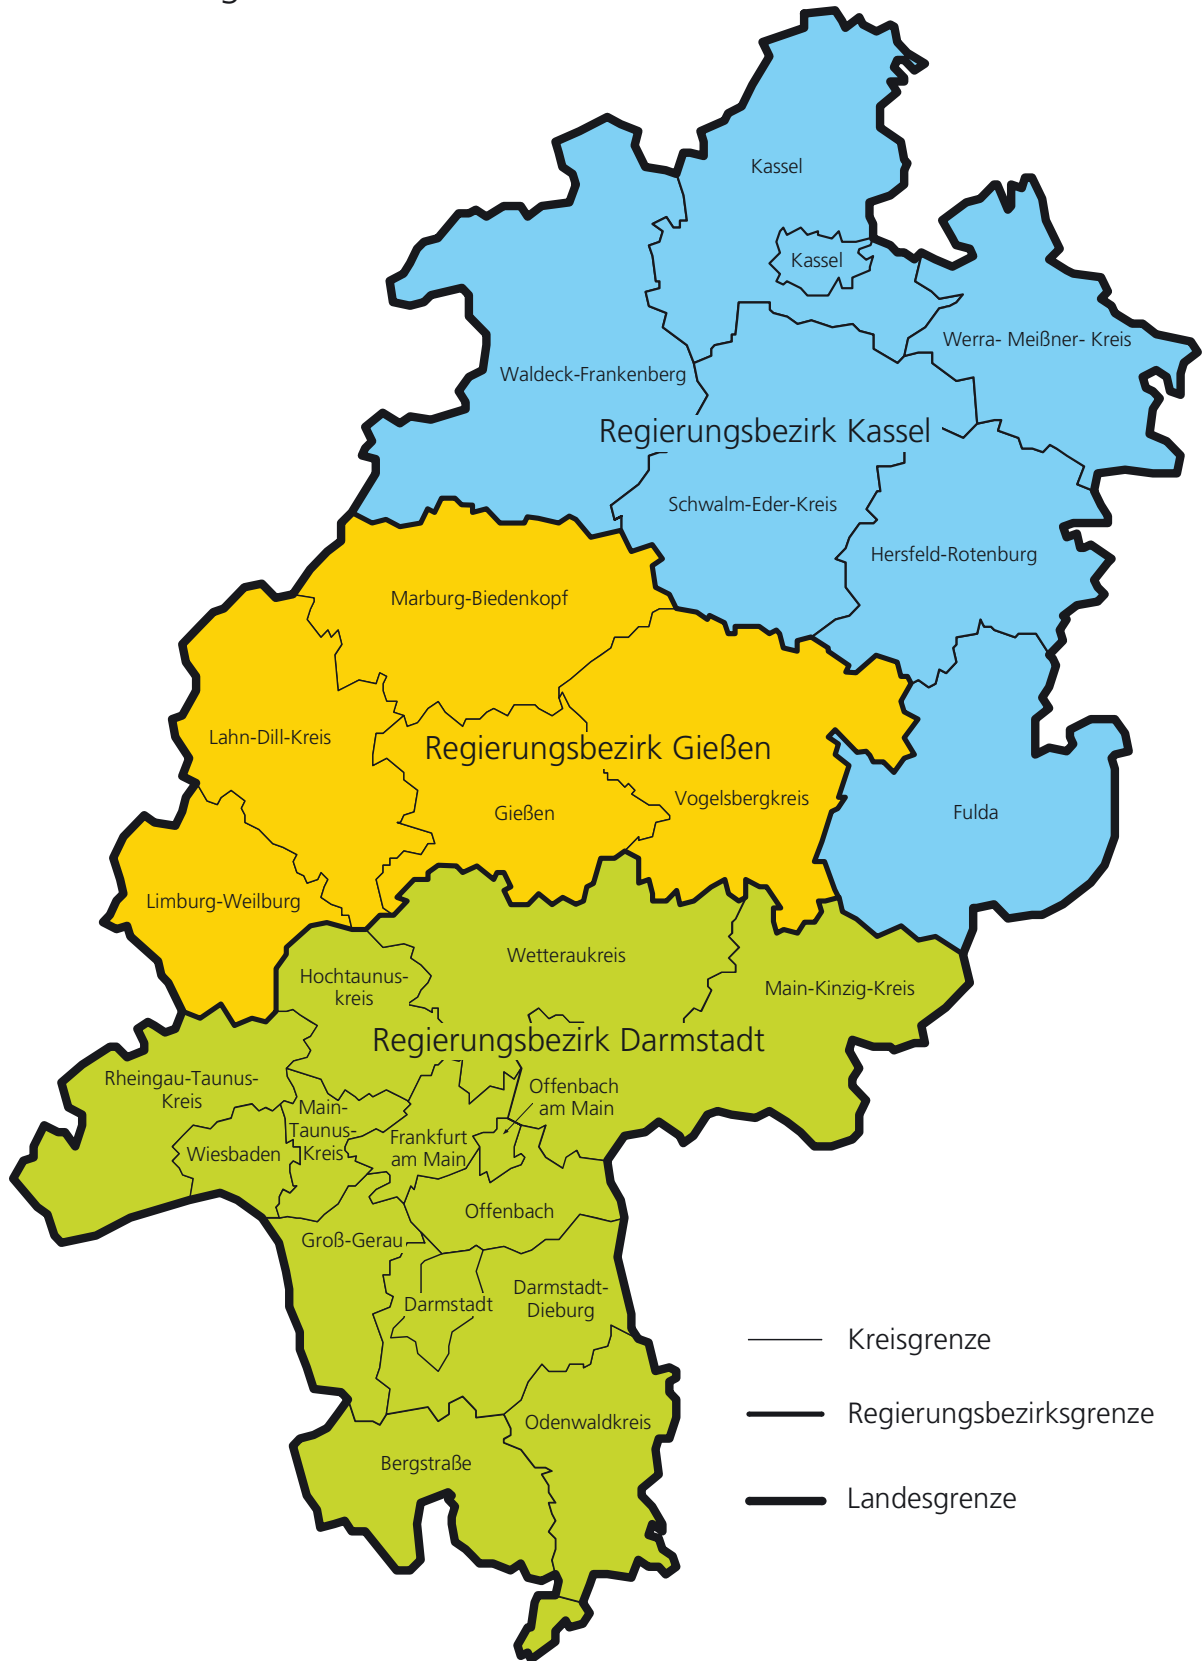 Kassel
Kassel
Werra- Meißner- Kreis
Waldeck-Frankenberg
Regierungsbezirk Kassel
Schwalm-Eder-Kreis
Hersfeld-Rotenburg
Marburg-Biedenkopf
Lahn-Dill-Kreis
Regierungsbezirk Gießen
Gießen
Vogelsbergkreis
Fulda
Limburg-Weilburg
Wetteraukreis
Hochtaunus-
kreis
Main-Kinzig-Kreis
Regierungsbezirk Darmstadt
Rheingau-Taunus-
Kreis
Main-
Taunus-
Kreis
Offenbach
am Main
Frankfurt
am Main
Wiesbaden
Offenbach
Groß-Gerau
Darmstadt
Darmstadt-
Dieburg
Odenwaldkreis
Bergstraße
Kreisgrenze
Regierungsbezirksgrenze
Landesgrenze